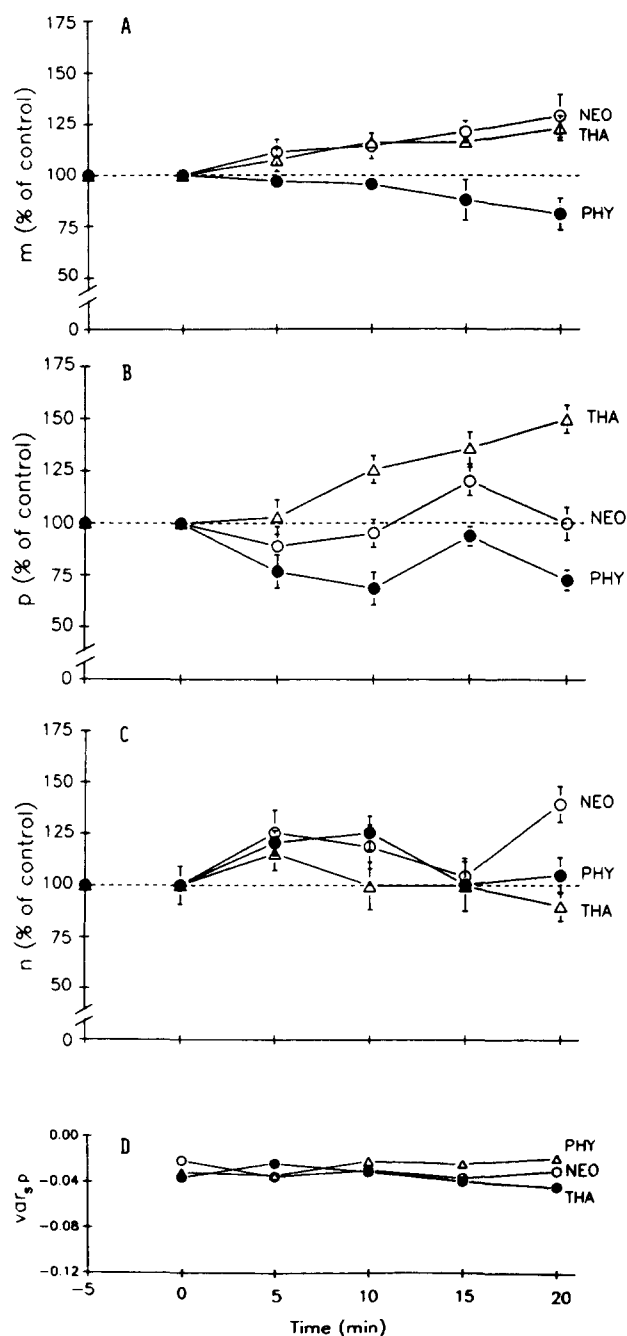 A
175
150
125
100
75
50
0
m (% of control)
NEO
THA
PHY
B
175
150
125
100
75
50
0
p (% of control)
THA
NEO
PHY
C
175
150
125
100
75
50
0
n (% of control)
NEO
PHY
THA
D
0.00
-0.04
-0.08
-0.12
varₛ p
PHY
NEO
THA
-5
0
5
10
15
20
Time (min)